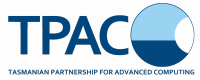 TPAC
TASMANIAN PARTNERSHIP FOR ADVANCED COMPUTING